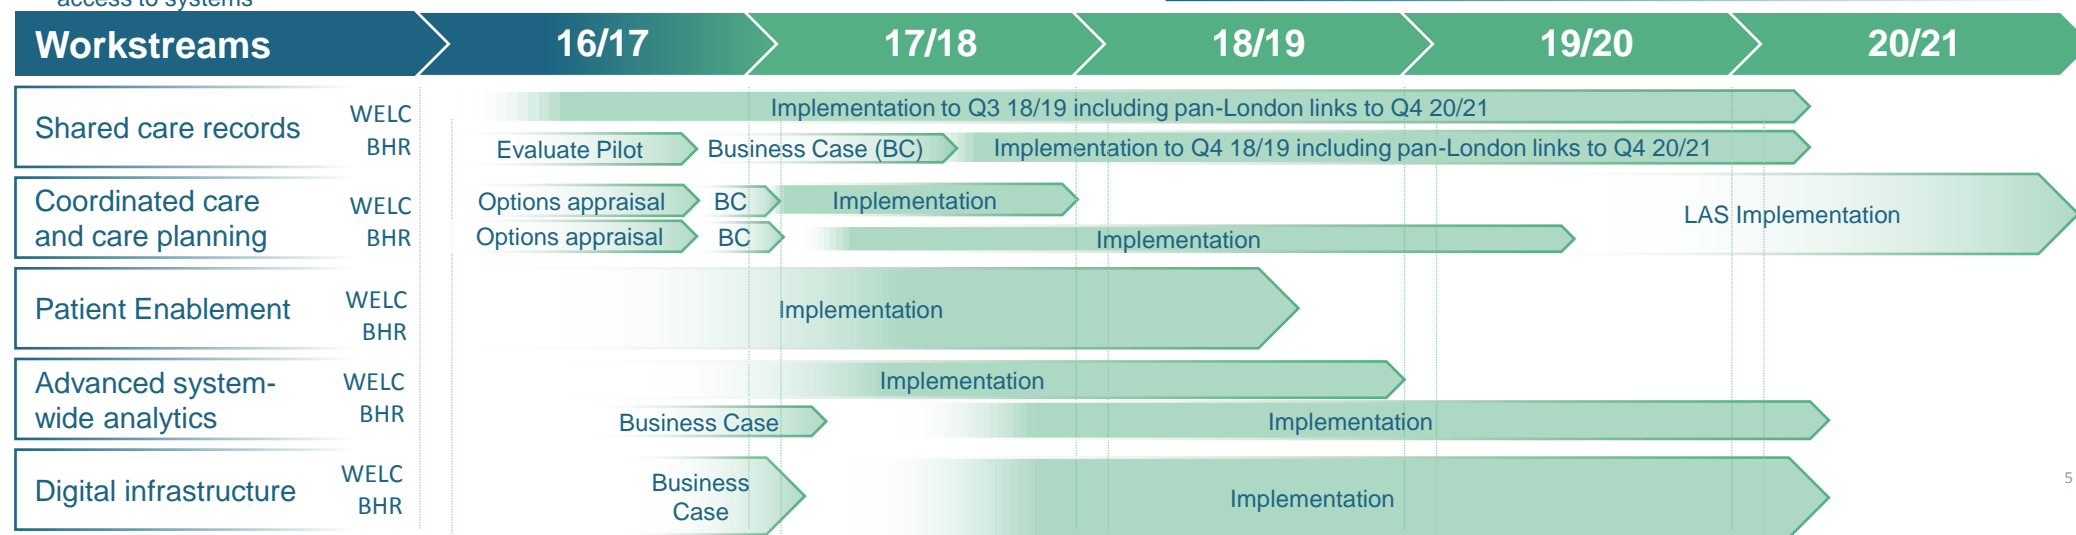 access to systems
Workstreams 16/17 17/18 18/19 19/20 20/21
Shared care records
WELC
BHR
Implementation to Q3 18/19 including pan-London links to Q4 20/21
Evaluate Pilot Business Case (BC) Implementation to Q4 18/19 including pan-London links to Q4 20/21
Coordinated care
and care planning
WELC
BHR
Options appraisal BC Implementation
Options appraisal BC Implementation
LAS Implementation
Patient Enablement
WELC
BHR
Implementation
Advanced system-
wide analytics
WELC
BHR
Implementation
Business Case Implementation
Digital infrastructure
WELC
BHR
Business
Case
Implementation
5